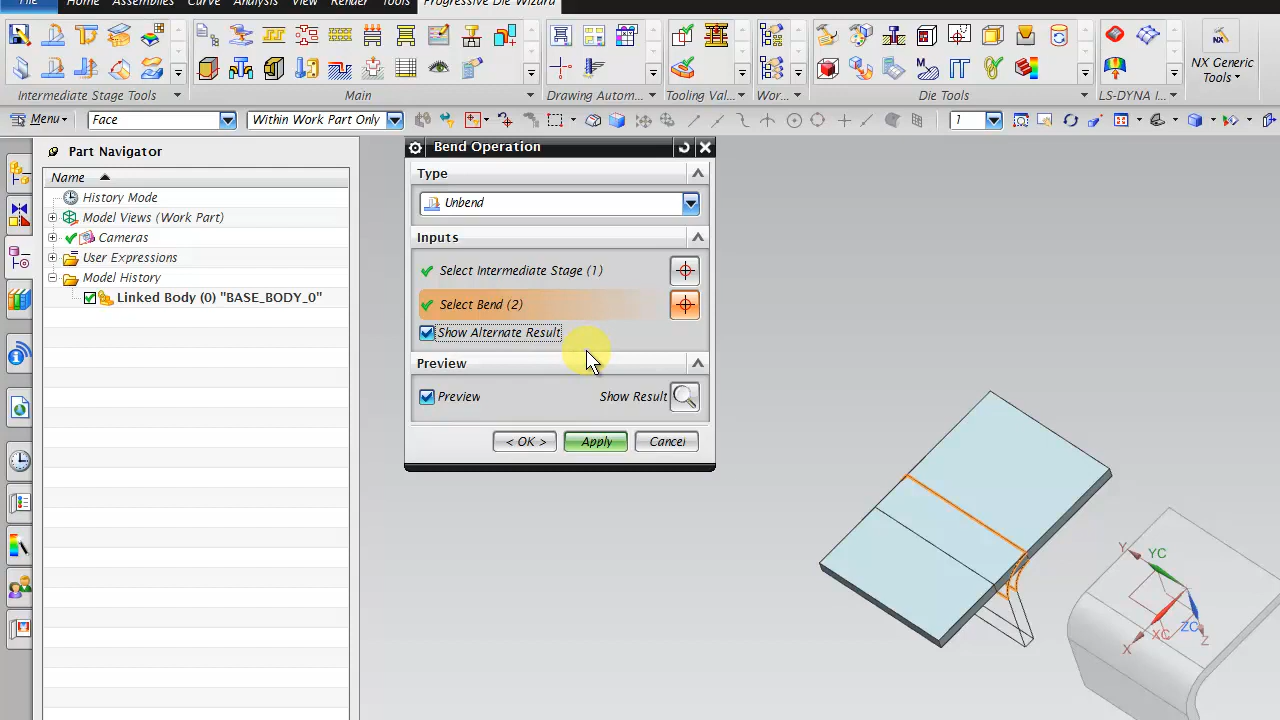 File Home Assemblies Curve Analysis View Render Tools Progressive Die Wizard
Intermediate Stage Tools Main Drawing Autom... Tooling Val... Wor... Die Tools LS-DYNA I... NX Generic Tools
NX
Menu Face Within Work Part Only 1
Part Navigator
Name
History Mode
Model Views (Work Part)
Cameras
User Expressions
Model History
Linked Body (0) "BASE_BODY_0"
Bend Operation
Type
Unbend
Inputs
Select Intermediate Stage (1)
Select Bend (2)
Show Alternate Result
Preview
Preview Show Result
< OK > Apply Cancel
Y YC
XC ZC Z
X